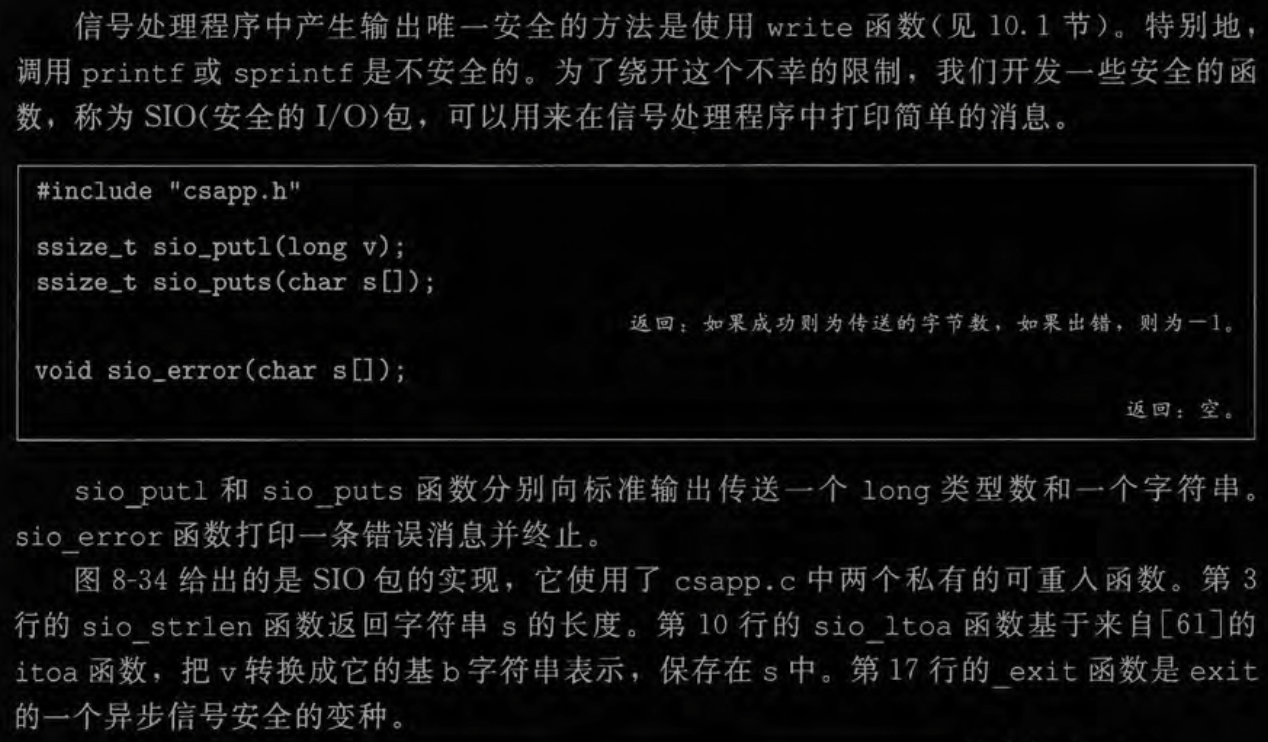 信号处理程序中产生输出唯一安全的方法是使用 write 函数(见 10.1 节)。特别地，
调用 printf 或 sprintf 是不安全的。为了绕开这个不幸的限制，我们开发一些安全的函
数，称为 SIO(安全的 I/O)包，可以用来在信号处理程序中打印简单的消息。
#include "csapp.h"
ssize_t sio_putl(long v);
ssize_t sio_puts(char s[]);
返回：如果成功则为传送的字节数，如果出错，则为－1。
void sio_error(char s[]);
返回：空。
sio_putl 和 sio_puts 函数分别向标准输出传送一个 long 类型数和一个字符串。
sio_error 函数打印一条错误消息并终止。
图 8-34 给出的是 SIO 包的实现，它使用了 csapp.c 中两个私有的可重入函数。第 3
行的 sio_strlen 函数返回字符串 s 的长度。第 10 行的 sio_ltoa 函数基于来自[61]的
itoa 函数，把 v 转换成它的基 b 字符串表示，保存在 s 中。第 17 行的_exit 函数是 exit
的一个异步信号安全的变种。